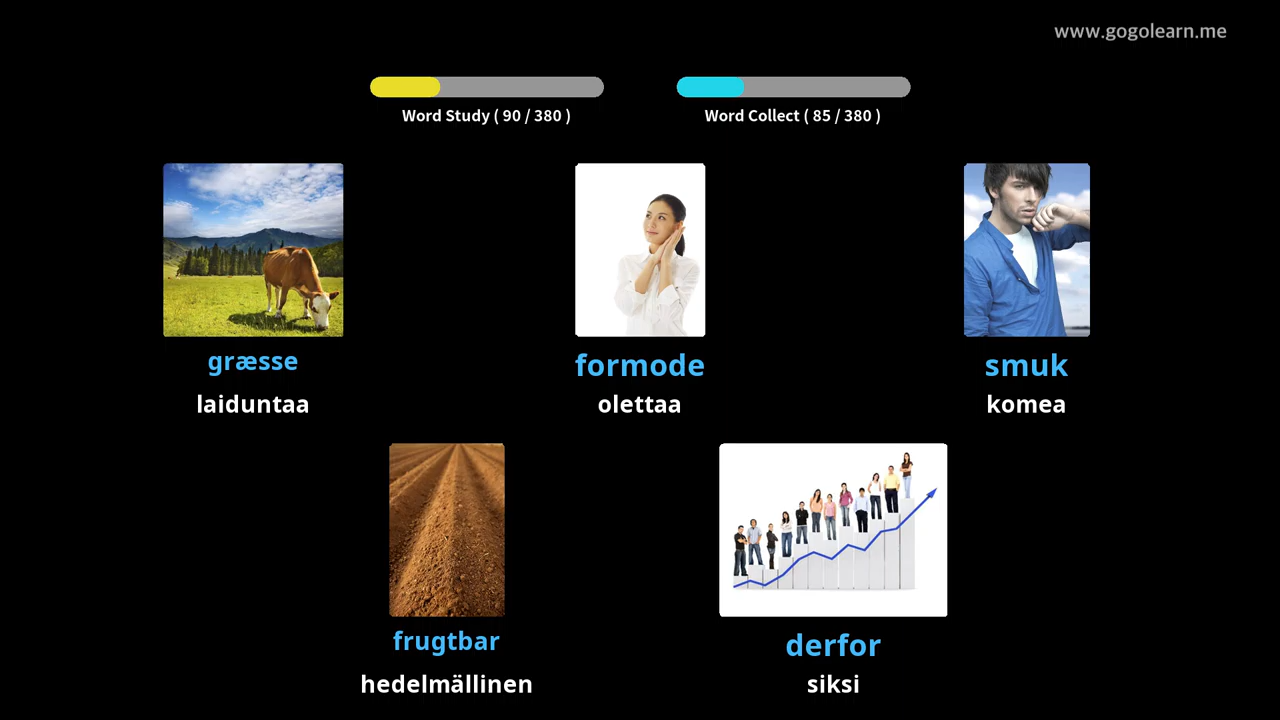 www.gogolearn.me
Word Study ( 90 / 380 )
Word Collect ( 85 / 380 )
græsse
laiduntaa
formode
olettaa
smuk
komea
frugtbar
hedelmällinen
derfor
siksi